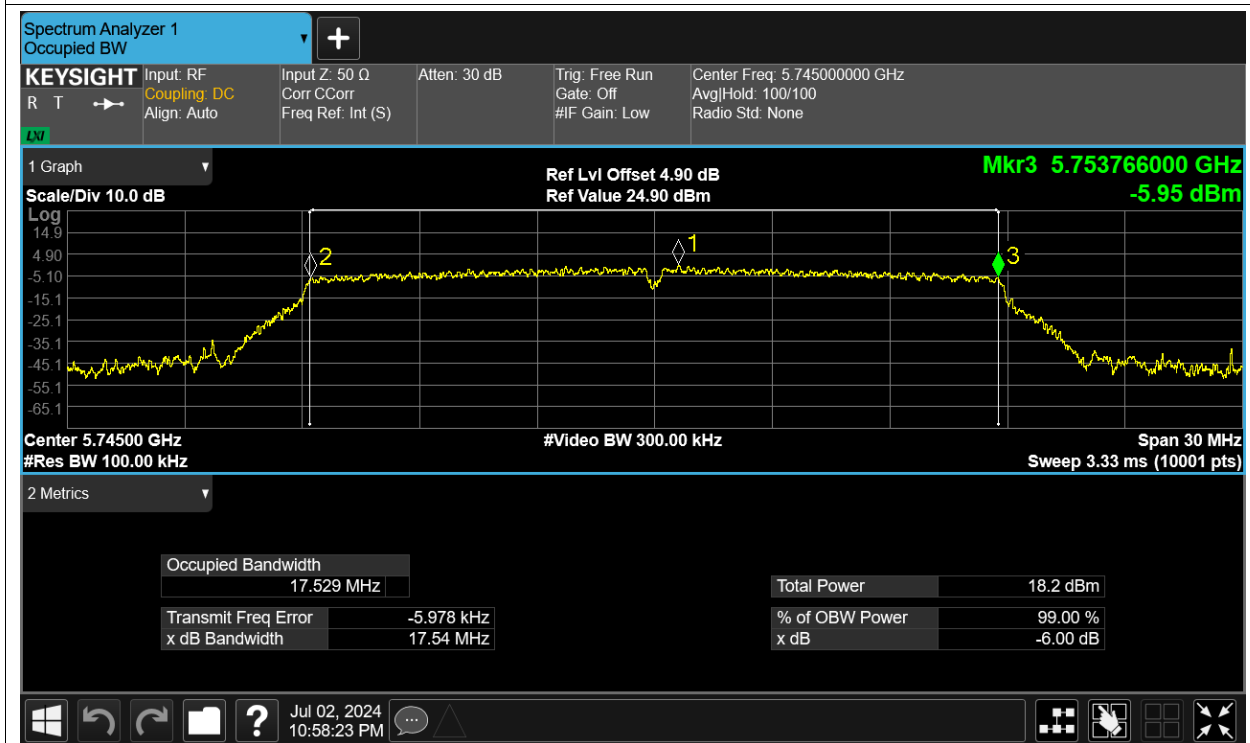 Spectrum Analyzer 1
Occupied BW
KEYSIGHT
R T
LXI
Input: RF
Coupling: DC
Align: Auto
Input Z: 50 Ω
Corr CCorr
Freq Ref: Int (S)
Atten: 30 dB
Trig: Free Run
Gate: Off
#IF Gain: Low
Center Freq: 5.745000000 GHz
Avg|Hold: 100/100
Radio Std: None
1 Graph
Scale/Div 10.0 dB
Ref Lvl Offset 4.90 dB
Ref Value 24.90 dBm
Mkr3 5.753766000 GHz
-5.95 dBm
Log
14.9
4.90
-5.10
-15.1
-25.1
-35.1
-45.1
-55.1
-65.1
2
1
3
Center 5.74500 GHz
#Res BW 100.00 kHz
#Video BW 300.00 kHz
Span 30 MHz
Sweep 3.33 ms (10001 pts)
2 Metrics
Occupied Bandwidth
17.529 MHz
Transmit Freq Error -5.978 kHz
x dB Bandwidth 17.54 MHz
Total Power 18.2 dBm
% of OBW Power 99.00 %
x dB -6.00 dB
?
Jul 02, 2024
10:58:23 PM